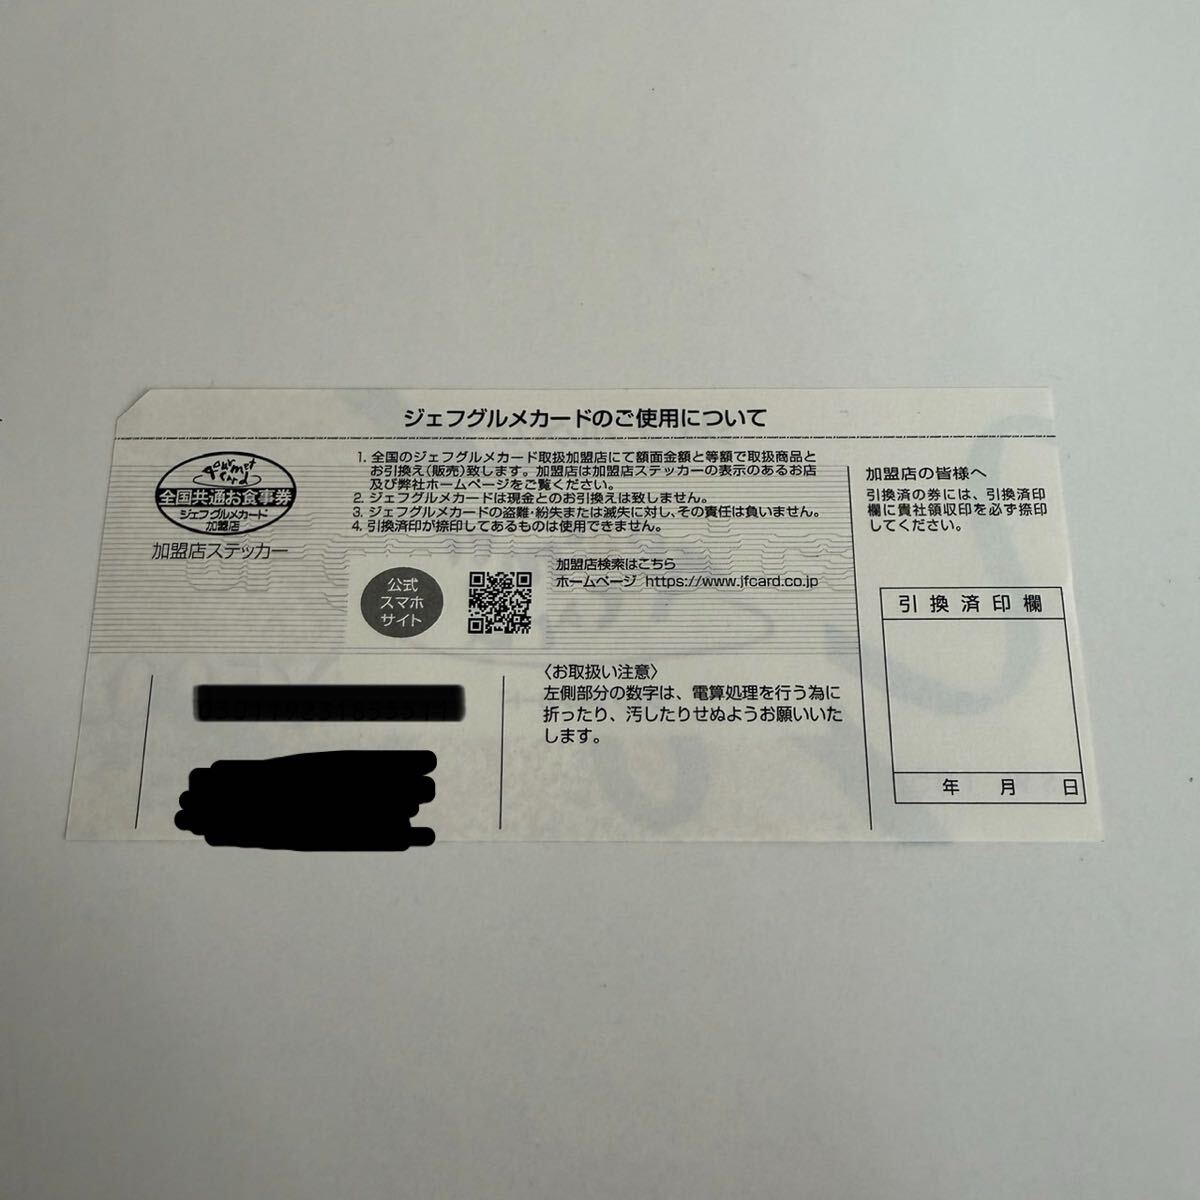 ジェフグルメカードのご使用について
gourmet
card
全国共通お食事券
ジェフグルメカード
加盟店
加盟店ステッカー
1. 全国のジェフグルメカード取扱加盟店にて額面金額と等額で取扱商品と
お引換え(販売)致します。加盟店は加盟店ステッカーの表示のあるお店
及び弊社ホームページをご覧ください。
2. ジェフグルメカードは現金とのお引換えは致しません。
3. ジェフグルメカードの盗難・紛失または滅失に対し、その責任は負いません。
4. 引換済印が捺印してあるものは使用できません。
公式
スマホ
サイト
加盟店検索はこちら
ホームページ https://www.jfcard.co.jp
〈お取扱い注意〉
左側部分の数字は、電算処理を行う為に
折ったり、汚したりせぬようお願いいた
します。
加盟店の皆様へ
引換済の券には、引換済印
欄に貴社領収印を必ず捺印
してください。
引換済印欄
年 月 日